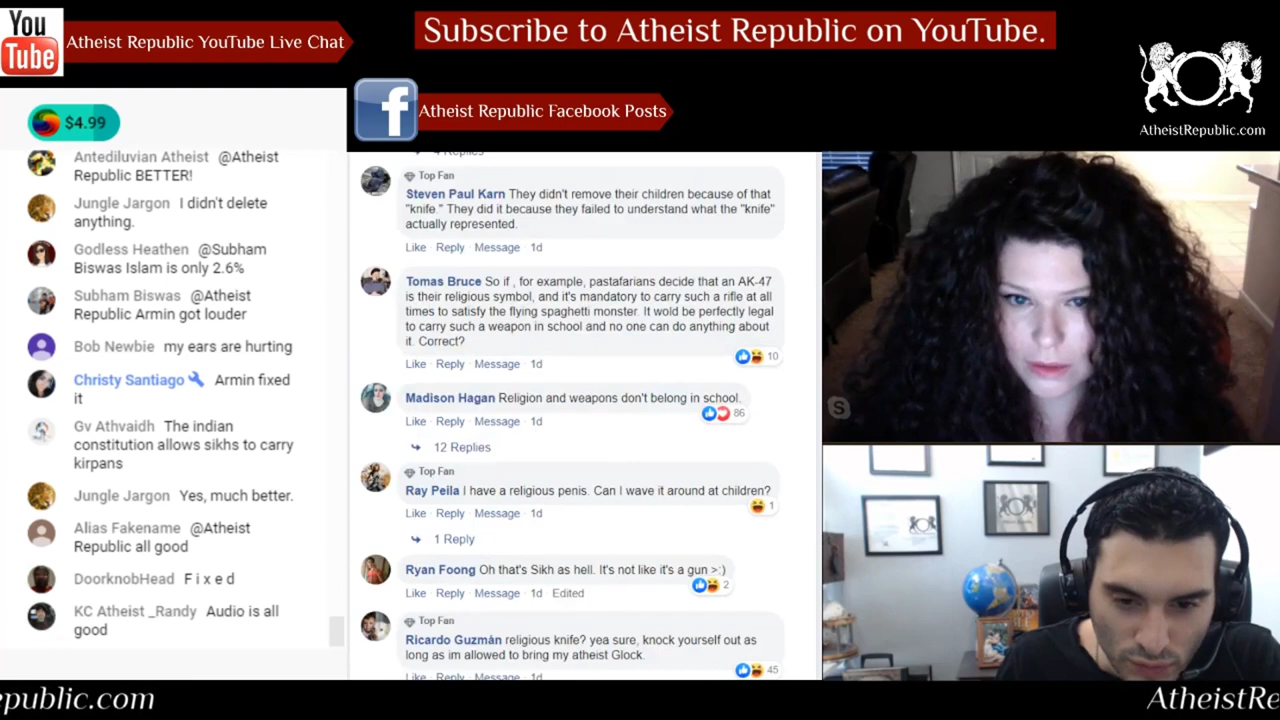 You
Tube
Atheist Republic YouTube Live Chat
Subscribe to Atheist Republic on YouTube.
AtheistRepublic.com
Atheist Republic Facebook Posts
$4.99
Antediluvian Atheist @Atheist
Republic BETTER!
Jungle Jargon I didn't delete
anything.
Godless Heathen @Subham
Biswas Islam is only 2.6%
Subham Biswas @Atheist
Republic Armin got louder
Bob Newbie my ears are hurting
Christy Santiago Armin fixed
it
Gv Athvaidh The indian
constitution allows sikhs to carry
kirpans
Jungle Jargon Yes, much better.
Alias Fakename @Atheist
Republic all good
DoorknobHead F i x e d
KC Atheist _Randy Audio is all
good
4 Replies
Top Fan
Steven Paul Karn They didn't remove their children because of that
"knife." They did it because they failed to understand what the "knife"
actually represented.
Like · Reply · Message · 1d
Tomas Bruce So if , for example, pastafarians decide that an AK-47
is their religious symbol, and it's mandatory to carry such a rifle at all
times to satisfy the flying spaghetti monster. It wold be perfectly legal
to carry such a weapon in school and no one can do anything about
it. Correct?
10
Like · Reply · Message · 1d
Madison Hagan Religion and weapons don't belong in school.
86
Like · Reply · Message · 1d
12 Replies
Top Fan
Ray Peila I have a religious penis. Can I wave it around at children?
1
Like · Reply · Message · 1d
1 Reply
Ryan Foong Oh that's Sikh as hell. It's not like it's a gun >:)
2
Like · Reply · Message · 1d · Edited
Top Fan
Ricardo Guzmán religious knife? yea sure, knock yourself out as
long as im allowed to bring my atheist Glock.
45
Like · Reply · Message · 1d
epublic.com
AtheistRe